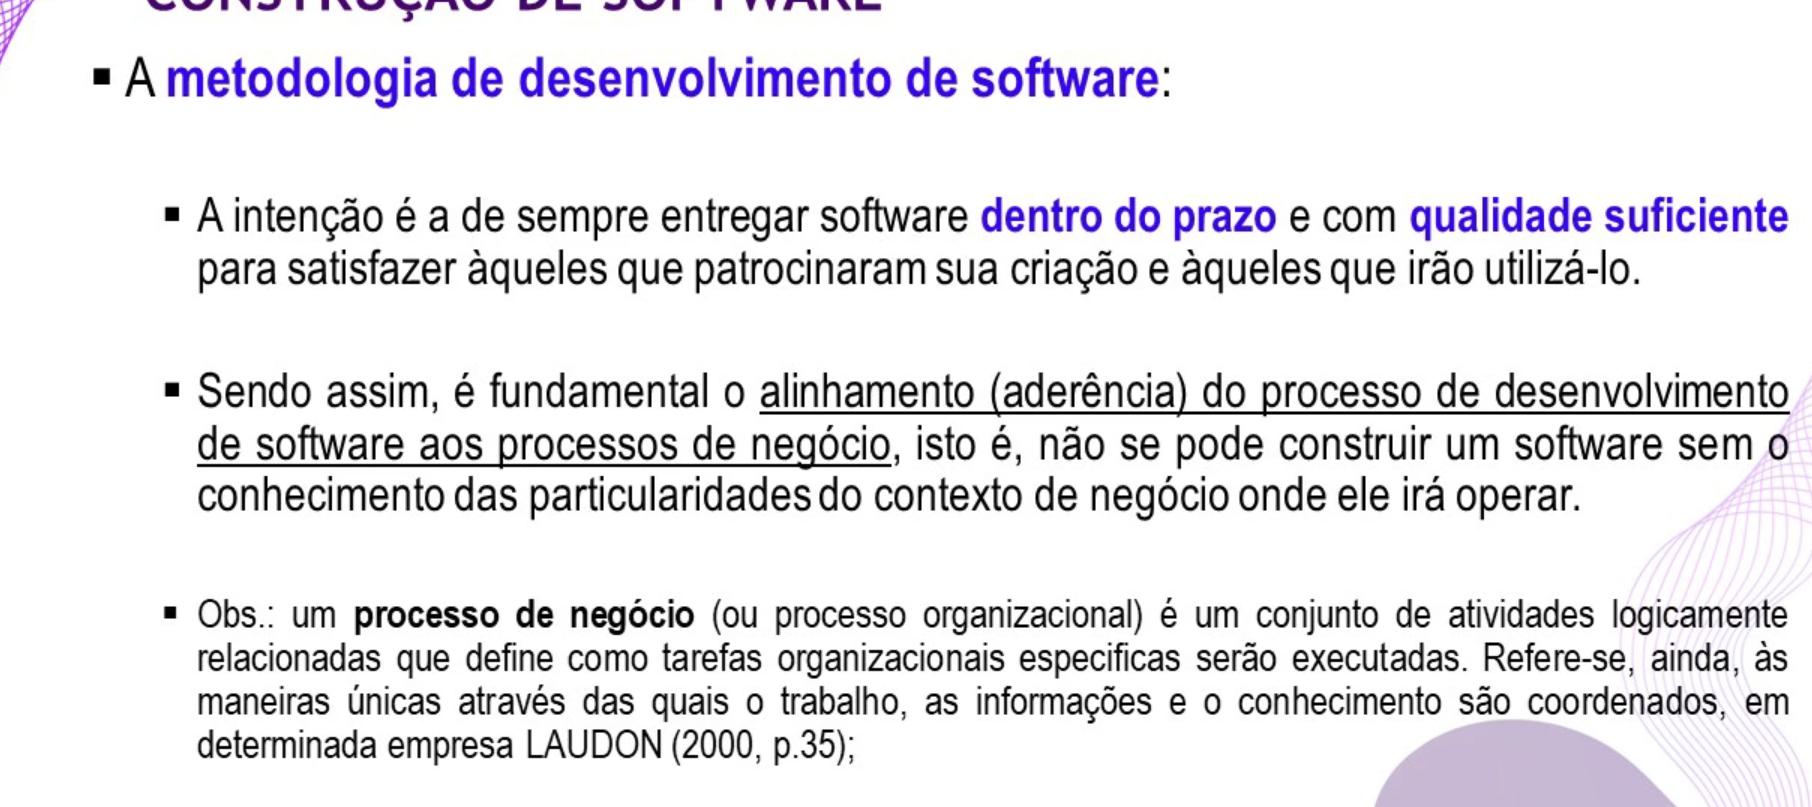 CONSTRUÇÃO DE SOFTWARE
▪ A metodologia de desenvolvimento de software:
▪ A intenção é a de sempre entregar software dentro do prazo e com qualidade suficiente
para satisfazer àqueles que patrocinaram sua criação e àqueles que irão utilizá-lo.
▪ Sendo assim, é fundamental o alinhamento (aderência) do processo de desenvolvimento
de software aos processos de negócio, isto é, não se pode construir um software sem o
conhecimento das particularidades do contexto de negócio onde ele irá operar.
▪ Obs.: um processo de negócio (ou processo organizacional) é um conjunto de atividades logicamente
relacionadas que define como tarefas organizacionais especificas serão executadas. Refere-se, ainda, às
maneiras únicas através das quais o trabalho, as informações e o conhecimento são coordenados, em
determinada empresa LAUDON (2000, p.35);